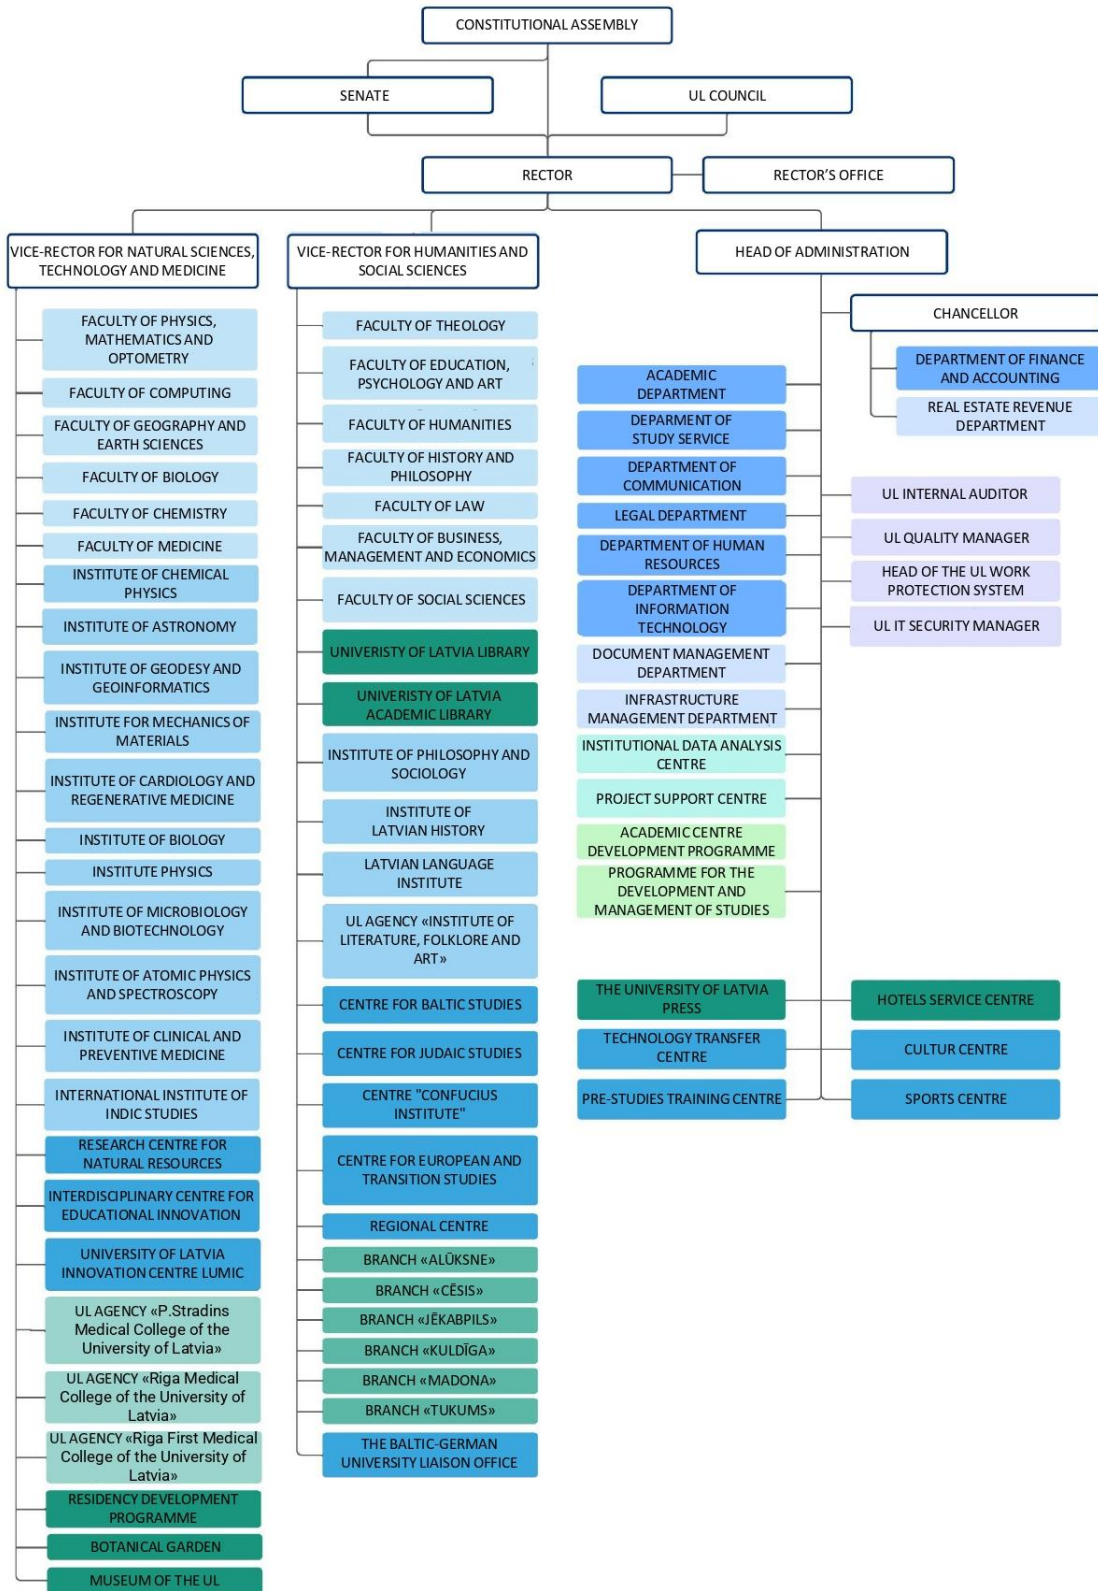 CONSTITUTIONAL ASSEMBLY
SENATE
UL COUNCIL
RECTOR
RECTOR'S OFFICE
VICE-RECTOR FOR NATURAL SCIENCES,
TECHNOLOGY AND MEDICINE
FACULTY OF PHYSICS,
MATHEMATICS AND
OPTOMETRY
FACULTY OF COMPUTING
FACULTY OF GEOGRAPHY AND
EARTH SCIENCES
FACULTY OF BIOLOGY
FACULTY OF CHEMISTRY
FACULTY OF MEDICINE
INSTITUTE OF CHEMICAL
PHYSICS
INSTITUTE OF ASTRONOMY
INSTITUTE OF GEODESY AND
GEOINFORMATICS
INSTITUTE FOR MECHANICS OF
MATERIALS
INSTITUTE OF CARDIOLOGY AND
REGENERATIVE MEDICINE
INSTITUTE OF BIOLOGY
INSTITUTE PHYSICS
INSTITUTE OF MICROBIOLOGY
AND BIOTECHNOLOGY
INSTITUTE OF ATOMIC PHYSICS
AND SPECTROSCOPY
INSTITUTE OF CLINICAL AND
PREVENTIVE MEDICINE
INTERNATIONAL INSTITUTE OF
INDIC STUDIES
RESEARCH CENTRE FOR
NATURAL RESOURCES
INTERDISCIPLINARY CENTRE FOR
EDUCATIONAL INNOVATION
UNIVERSITY OF LATVIA
INNOVATION CENTRE LUMIC
UL AGENCY «P.Stradins
Medical College of the
University of Latvia»
UL AGENCY «Riga Medical
College of the University of
Latvia»
UL AGENCY «Riga First Medical
College of the University of
Latvia»
RESIDENCY DEVELOPMENT
PROGRAMME
BOTANICAL GARDEN
MUSEUM OF THE UL
VICE-RECTOR FOR HUMANITIES AND
SOCIAL SCIENCES
FACULTY OF THEOLOGY
FACULTY OF EDUCATION,
PSYCHOLOGY AND ART
FACULTY OF HUMANITIES
FACULTY OF HISTORY AND
PHILOSOPHY
FACULTY OF LAW
FACULTY OF BUSINESS,
MANAGEMENT AND ECONOMICS
FACULTY OF SOCIAL SCIENCES
UNIVERISTY OF LATVIA LIBRARY
UNIVERISTY OF LATVIA
ACADEMIC LIBRARY
INSTITUTE OF PHILOSOPHY AND
SOCIOLOGY
INSTITUTE OF
LATVIAN HISTORY
LATVIAN LANGUAGE
INSTITUTE
UL AGENCY «INSTITUTE OF
LITERATURE, FOLKLORE AND
ART»
CENTRE FOR BALTIC STUDIES
CENTRE FOR JUDAIC STUDIES
CENTRE "CONFUCIUS
INSTITUTE"
CENTRE FOR EUROPEAN AND
TRANSITION STUDIES
REGIONAL CENTRE
BRANCH «ALŪKSNE»
BRANCH «CĒSIS»
BRANCH «JĒKABPILS»
BRANCH «KULDĪGA»
BRANCH «MADONA»
BRANCH «TUKUMS»
THE BALTIC-GERMAN
UNIVERSITY LIAISON OFFICE
HEAD OF ADMINISTRATION
CHANCELLOR
DEPARTMENT OF FINANCE
AND ACCOUNTING
REAL ESTATE REVENUE
DEPARTMENT
ACADEMIC
DEPARTMENT
DEPARMENT OF
STUDY SERVICE
DEPARTMENT OF
COMMUNICATION
LEGAL DEPARTMENT
DEPARTMENT OF HUMAN
RESOURCES
DEPARTMENT OF
INFORMATION
TECHNOLOGY
DOCUMENT MANAGEMENT
DEPARTMENT
INFRASTRUCTURE
MANAGEMENT DEPARTMENT
INSTITUTIONAL DATA ANALYSIS
CENTRE
PROJECT SUPPORT CENTRE
ACADEMIC CENTRE
DEVELOPMENT PROGRAMME
PROGRAMME FOR THE
DEVELOPMENT AND
MANAGEMENT OF STUDIES
UL INTERNAL AUDITOR
UL QUALITY MANAGER
HEAD OF THE UL WORK
PROTECTION SYSTEM
UL IT SECURITY MANAGER
THE UNIVERSITY OF LATVIA
PRESS
TECHNOLOGY TRANSFER
CENTRE
PRE-STUDIES TRAINING CENTRE
HOTELS SERVICE CENTRE
CULTUR CENTRE
SPORTS CENTRE